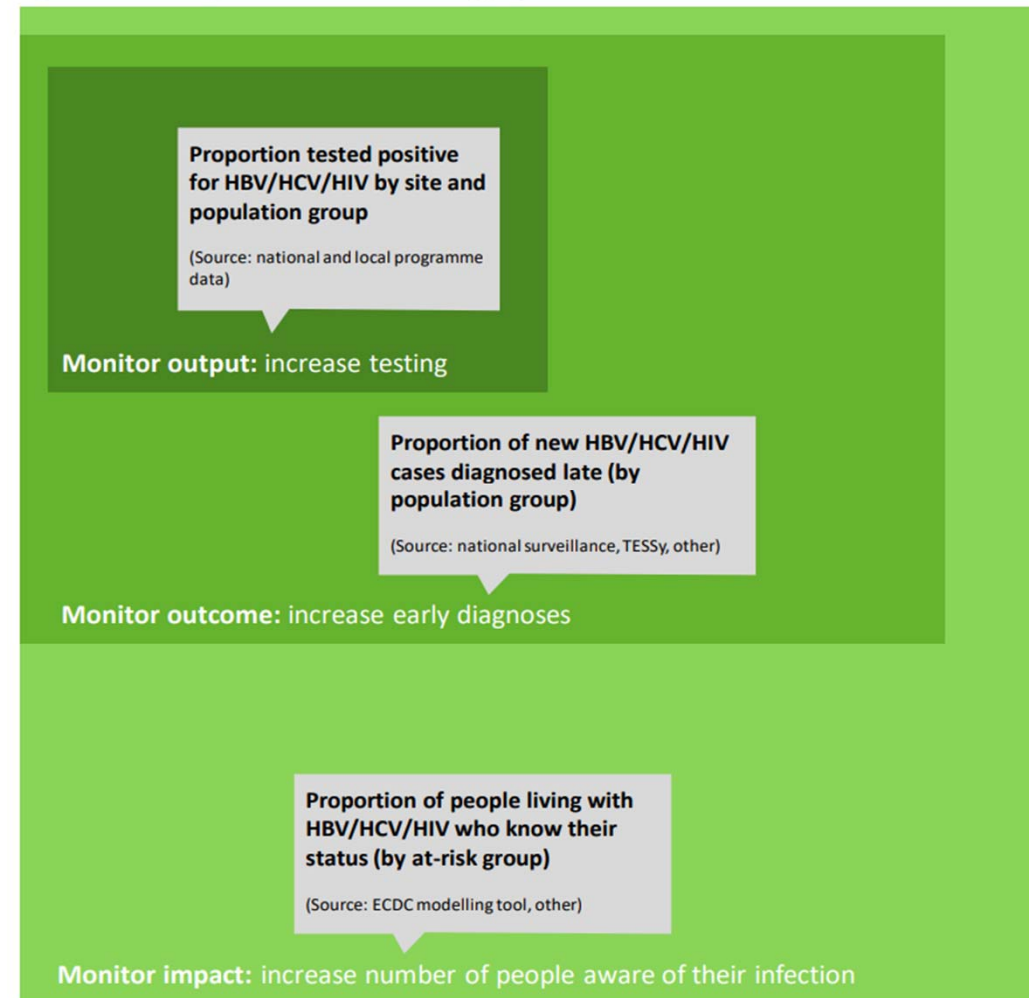 Proportion tested positive
for HBV/HCV/HIV by site and
population group
(Source: national and local programme
data)
Monitor output: increase testing
Proportion of new HBV/HCV/HIV
cases diagnosed late (by
population group)
(Source: national surveillance, TESSy, other)
Monitor outcome: increase early diagnoses
Proportion of people living with
HBV/HCV/HIV who know their
status (by at-risk group)
(Source: ECDC modelling tool, other)
Monitor impact: increase number of people aware of their infection